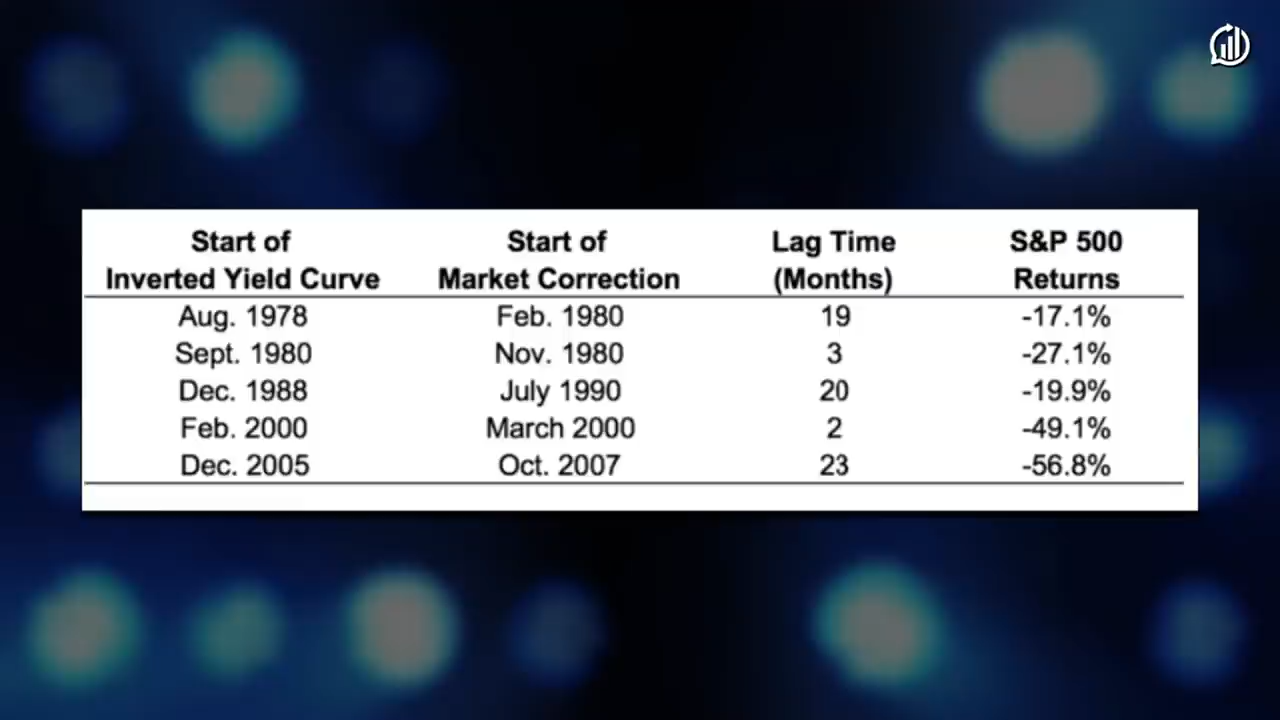 Start of Inverted Yield Curve Start of Market Correction Lag Time (Months) S&P 500 Returns
Aug. 1978 Feb. 1980 19 -17.1%
Sept. 1980 Nov. 1980 3 -27.1%
Dec. 1988 July 1990 20 -19.9%
Feb. 2000 March 2000 2 -49.1%
Dec. 2005 Oct. 2007 23 -56.8%